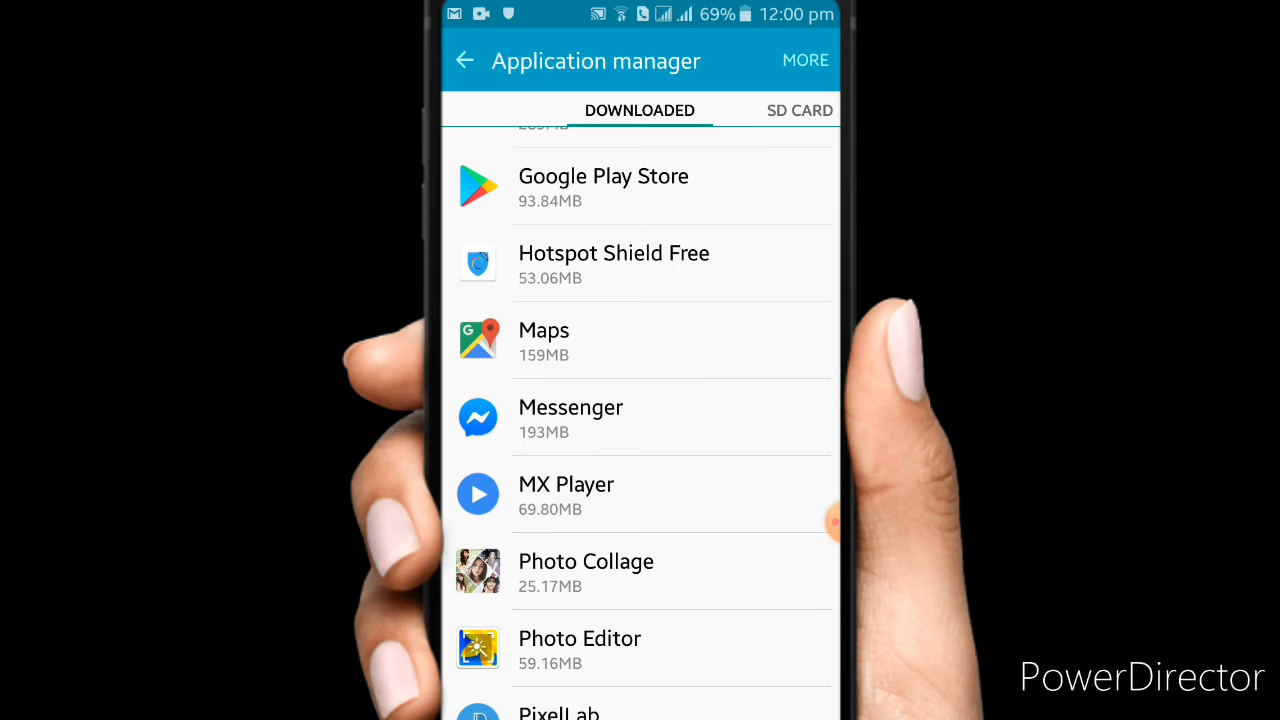 69% 12:00 pm
Application manager MORE
DOWNLOADED SD CARD
Google Play Store
93.84MB
Hotspot Shield Free
53.06MB
G
Maps
159MB
Messenger
193MB
MX Player
69.80MB
Photo Collage
25.17MB
Photo Editor
59.16MB
PixelLab
PowerDirector